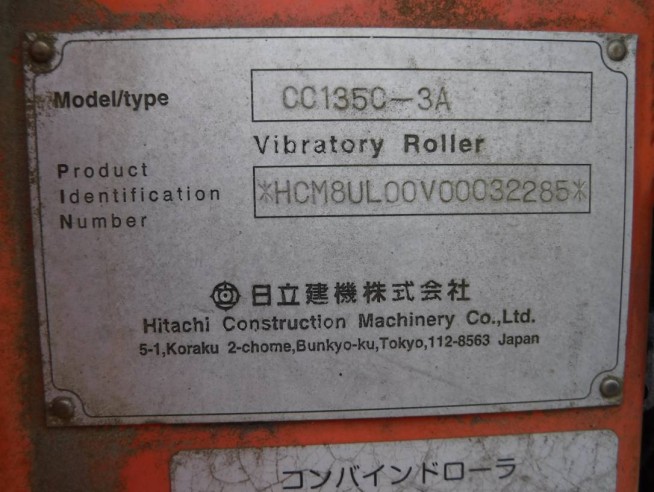 Model/type CC135C-3A
Vibratory Roller
Product
Identification *HCM8UL00V00032285*
Number
日立建機株式会社
Hitachi Construction Machinery Co.,Ltd.
5-1,Koraku 2-chome,Bunkyo-ku,Tokyo,112-8563 Japan
コンバインドローラ